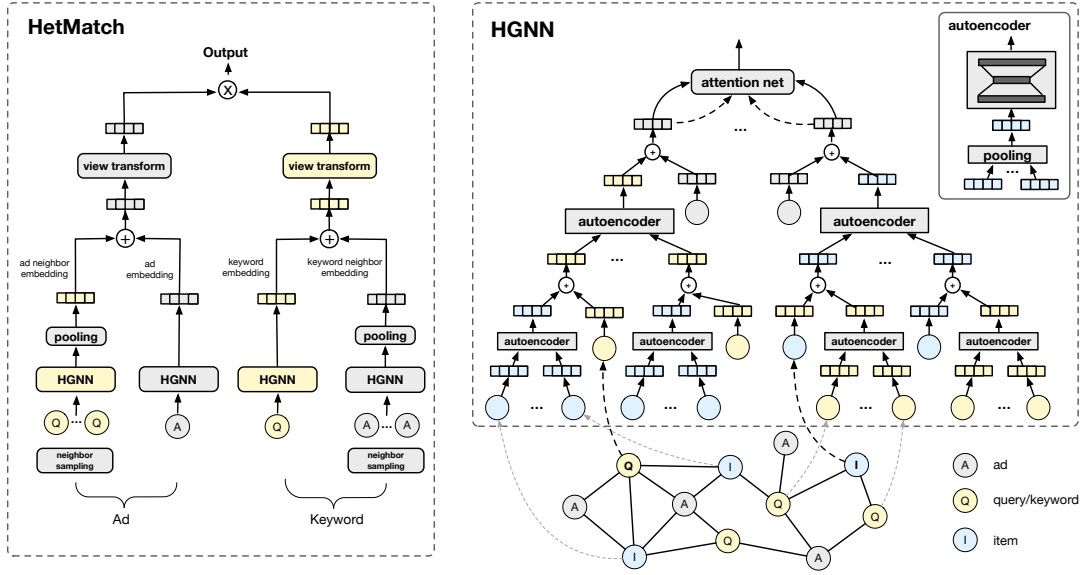 HetMatch
Output
X
view transform
view transform
+
+
ad neighbor
embedding
ad
embedding
keyword
embedding
keyword neighbor
embedding
pooling
pooling
HGNN
HGNN
HGNN
HGNN
Q ... Q
A
Q
A ... A
neighbor
sampling
neighbor
sampling
Ad
Keyword
HGNN
autoencoder
pooling
...
attention net
...
+
+
autoencoder
autoencoder
...
...
+
+
+
+
autoencoder
autoencoder
autoencoder
autoencoder
...
...
...
...
A
Q
I
I
A
A
Q
Q
I
Q
A
A ad
Q query/keyword
I item